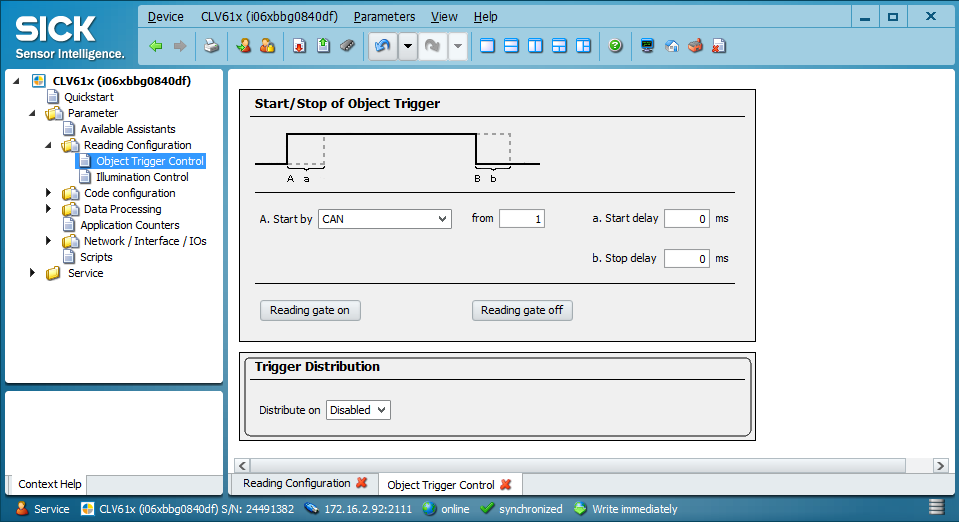 SICK
Sensor Intelligence.
Device CLV61x (i06xbbg0840df) Parameters View Help
CLV61x (i06xbbg0840df)
Quickstart
Parameter
Available Assistants
Reading Configuration
Object Trigger Control
Illumination Control
Code configuration
Data Processing
Application Counters
Network / Interface / IOs
Scripts
Service
Context Help
Start/Stop of Object Trigger
A a B b
A. Start by CAN from 1 a. Start delay 0 ms
b. Stop delay 0 ms
Reading gate on Reading gate off
Trigger Distribution
Distribute on Disabled
Reading Configuration Object Trigger Control
Service CLV61x (i06xbbg0840df) S/N: 24491382 172.16.2.92:2111 online synchronized Write immediately